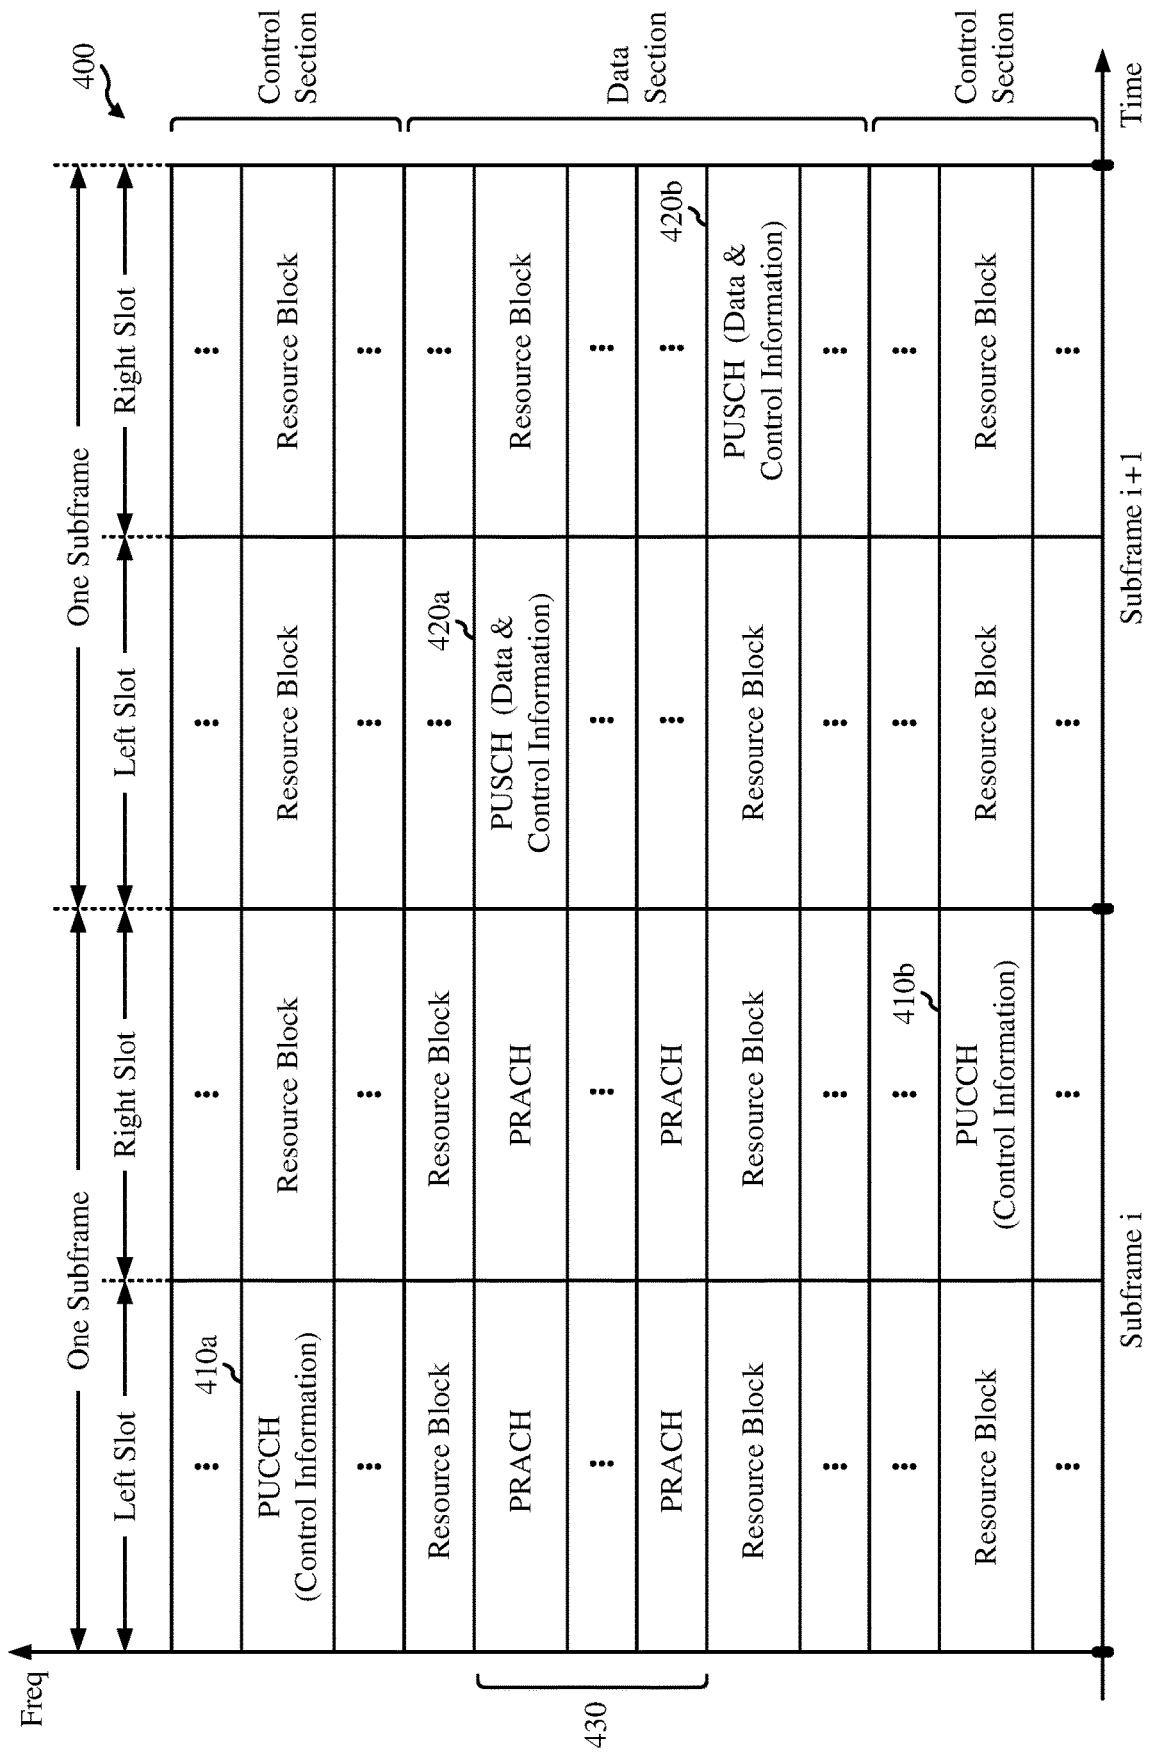 400
One Subframe
One Subframe
Left Slot
Right Slot
Left Slot
Right Slot
Freq
...
410a
...
...
...
PUCCH
(Control Information)
Resource Block
Resource Block
Resource Block
Control
Section
...
...
...
...
Resource Block
Resource Block
...
420a
...
PRACH
PRACH
PUSCH (Data &
Control Information)
Resource Block
430
...
...
...
...
Data
Section
PRACH
PRACH
...
...
420b
Resource Block
Resource Block
Resource Block
PUSCH (Data &
Control Information)
...
...
...
...
...
...
410b
...
...
Resource Block
PUCCH
(Control Information)
Resource Block
Resource Block
Control
Section
...
...
...
...
Subframe i
Subframe i+1
Time